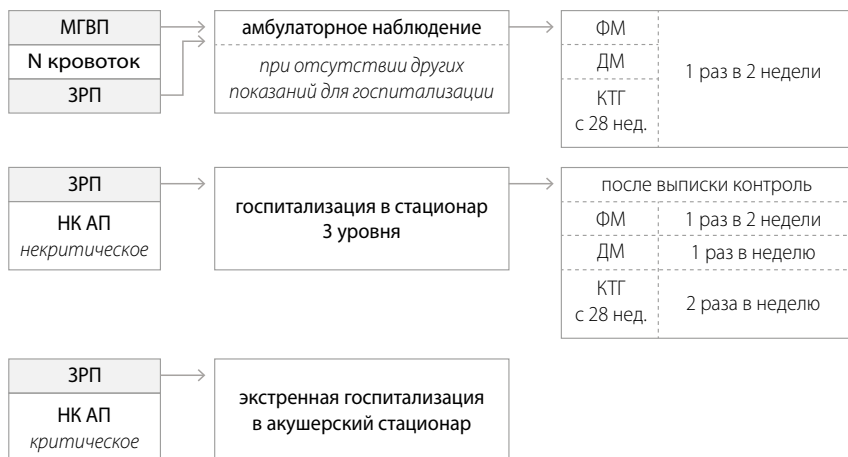 МГВП
N кровоток
ЗРП
амбулаторное наблюдение
при отсутствии других
показаний для госпитализации
ФМ
ДМ
КТГ
с 28 нед.
1 раз в 2 недели
ЗРП
НК АП
некритическое
госпитализация в стационар
3 уровня
после выписки контроль
ФМ
1 раз в 2 недели
ДМ
1 раз в неделю
КТГ
с 28 нед.
2 раза в неделю
ЗРП
НК АП
критическое
экстренная госпитализация
в акушерский стационар